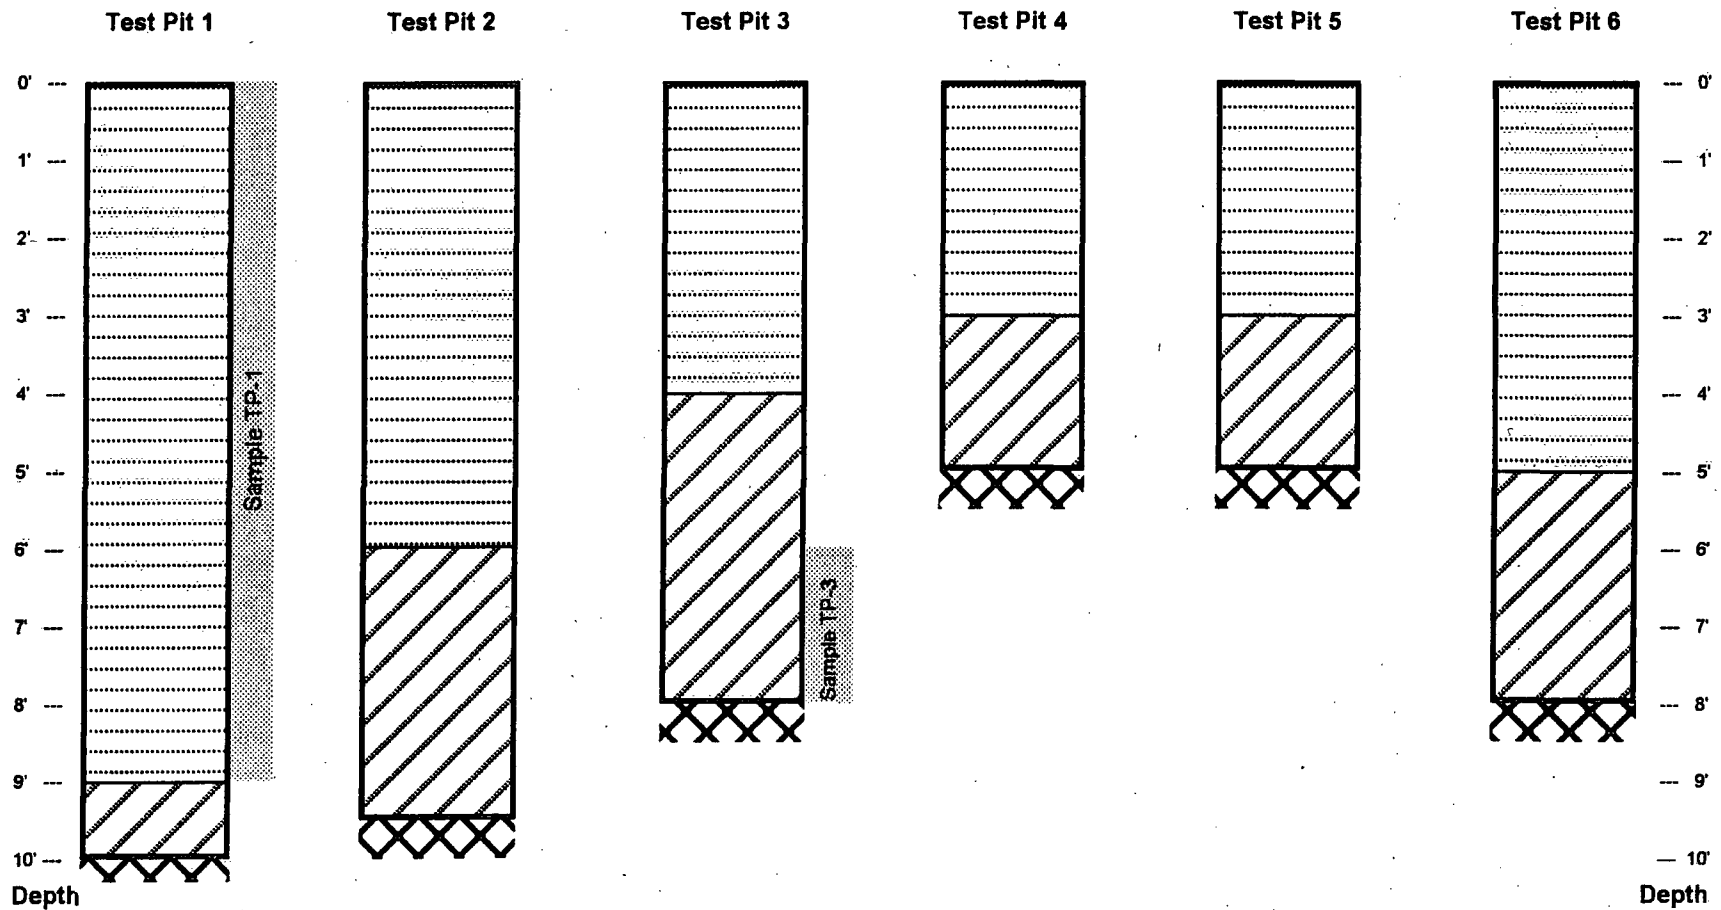 Test Pit 1 Test Pit 2 Test Pit 3 Test Pit 4 Test Pit 5 Test Pit 6
0' --- --- 0'
1' --- --- 1'
2' --- --- 2'
3' --- --- 3'
4' --- --- 4'
Sample TP-1
5' --- --- 5'
6' --- --- 6'
Sample TP-3
7' --- --- 7'
8' --- --- 8'
9' --- --- 9'
10' --- --- 10'
Depth Depth